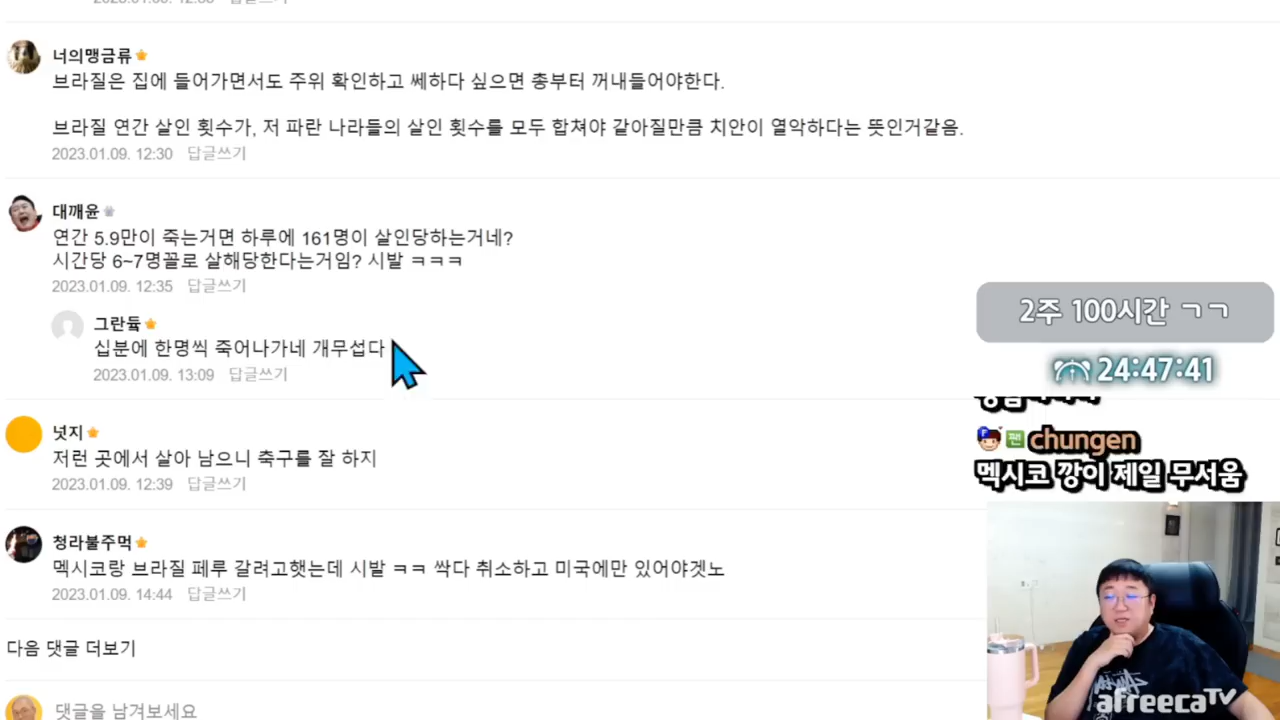 너의맹금류
브라질은 집에 들어가면서도 주위 확인하고 쎄하다 싶으면 총부터 꺼내들어야한다.
브라질 연간 살인 횟수가, 저 파란 나라들의 살인 횟수를 모두 합쳐야 같아질만큼 치안이 열악하다는 뜻인거같음.
2023.01.09. 12:30 답글쓰기
대깨윤
연간 5.9만이 죽는거면 하루에 161명이 살인당하는거네?
시간당 6~7명꼴로 살해당한다는거임? 시발 ㅋㅋㅋ
2023.01.09. 12:35 답글쓰기
그란듉
십분에 한명씩 죽어나가네 개무섭다
2023.01.09. 13:09 답글쓰기
넛지
저런 곳에서 살아 남으니 축구를 잘 하지
2023.01.09. 12:39 답글쓰기
청라불주먹
멕시코랑 브라질 페루 갈려고햇는데 시발 ㅋㅋ 싹다 취소하고 미국에만 있어야겟노
2023.01.09. 14:44 답글쓰기
다음 댓글 더보기
댓글을 남겨보세요
2주 100시간 ㄱㄱ
24:47:41
팬 chungen
멕시코 깡이 제일 무서움
afreecaTV